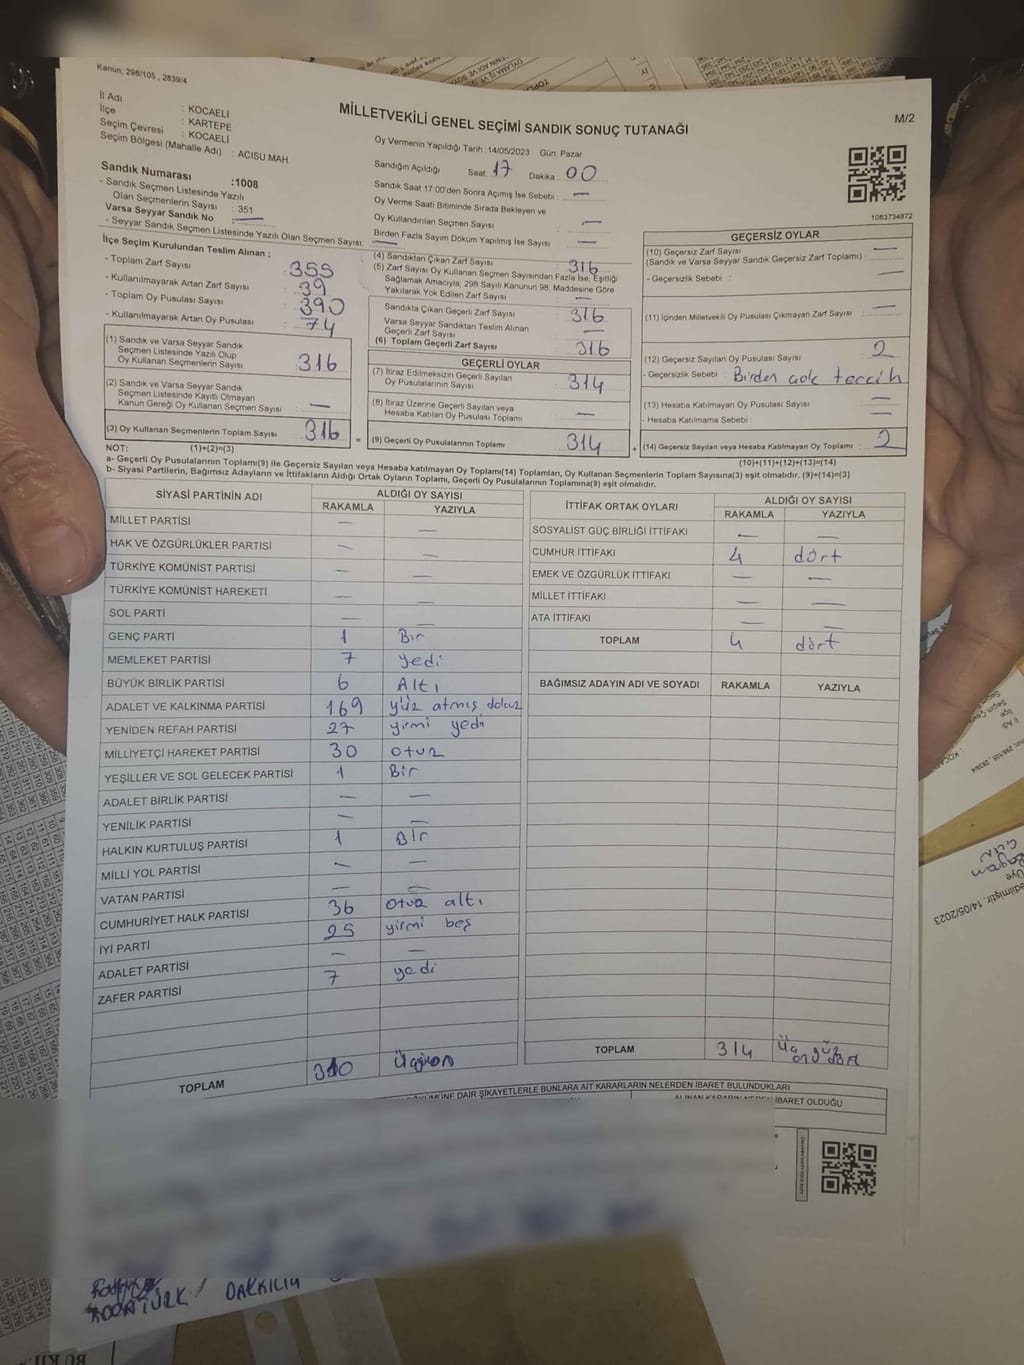 Kanun; 298/105 , 2839/4
İl Adı : KOCAELİ
İlçe : KARTEPE
Seçim Çevresi : KOCAELİ
Seçim Bölgesi (Mahalle Adı) : ACISU MAH
MİLLETVEKİLİ GENEL SEÇİMİ SANDIK SONUÇ TUTANAĞI
M/2
1083734872
Oy Vermenin Yapıldığı Tarih :14/05/2023 Gün: Pazar
Sandığın Açıldığı Saat: 17 Dakika : 00
Sandık Saat 17:00'den Sonra Açımış İse Sebebi : —
Oy Verme Saati Bitiminde Sırada Bekleyen ve
Oy Kullandırılan Seçmen Sayısı : —
Birden Fazla Sayım Döküm Yapılmış İse Sayısı : —
Sandık Numarası :1008
- Sandık Seçmen Listesinde Yazılı
Olan Seçmenlerin Sayısı : 351
Varsa Seyyar Sandık No : —
- Seyyar Sandık Seçmen Listesinde Yazılı Olan Seçmen Sayısı: —
İlçe Seçim Kurulundan Teslim Alınan ;
- Toplam Zarf Sayısı : 355
- Kullanılmayarak Artan Zarf Sayısı : 39
- Toplam Oy Pusulası Sayısı : 390
- Kullanılmayarak Artan Oy Pusulası : 74
(1) Sandık ve Varsa Seyyar Sandık
Seçmen Listesinde Yazılı Olup
Oy Kullanan Seçmenlerin Sayısı : 316
(2) Sandık ve Varsa Seyyar Sandık
Seçmen Listesinde Kayıtlı Olmayan
Kanun Gereği Oy Kullanan Seçmen Sayısı : —
(3) Oy Kullanan Seçmenlerin Toplam Sayısı : 316
(1)+(2)=(3)
(4) Sandıktan Çıkan Zarf Sayısı : 316
(5) Zarf Sayısı Oy Kullanan Seçmen Sayısından Fazla İse, Eşitliği
Sağlamak Amacıyla; 298 Sayılı Kanunun 98. Maddesine Göre
Yakılarak Yok Edilen Zarf Sayısı : —
Sandıkta Çıkan Geçerli Zarf Sayısı : 316
Varsa Seyyar Sandıktan Teslim Alınan
Geçerli Zarf Sayısı : —
(6) Toplam Geçerli Zarf Sayısı : 316
GEÇERLİ OYLAR
(7) İtiraz Edilmeksizin Geçerli Sayılan
Oy Pusulalarının Sayısı : 314
(8) İtiraz Üzerine Geçerli Sayılan veya
Hesaba Katılan Oy Pusulası Toplamı : —
= (9) Geçerli Oy Pusulalarının Toplamı : 314
GEÇERSİZ OYLAR
(10) Geçersiz Zarf Sayısı —
(Sandık ve Varsa Seyyar Sandık Geçersiz Zarf Toplamı) :
- Geçersizlik Sebebi : —
(11) İçinden Milletvekili Oy Pusulası Çıkmayan Zarf Sayısı : —
(12) Geçersiz Sayılan Oy Pusulası Sayısı : 2
- Geçersizlik Sebebi : Birden çok tercih
(13) Hesaba Katılmayan Oy Pusulası Sayısı : —
- Hesaba Katılmama Sebebi : —
+ (14) Geçersiz Sayılan veya Hesaba Katılmayan Oy Toplamı : 2
(10)+(11)+(12)+(13)=(14)
NOT:
a- Geçerli Oy Pusulalarının Toplamı(9) ile Geçersiz Sayılan veya Hesaba katılmayan Oy Toplamı(14) Toplamları, Oy Kullanan Seçmenlerin Toplam Sayısına(3) eşit olmalıdır. (9)+(14)=(3)
b- Siyasi Partilerin, Bağımsız Adayların ve İttifakların Aldığı Ortak Oyların Toplamı, Geçerli Oy Pusulalarının Toplamına(9) eşit olmalıdır.
SİYASİ PARTİNİN ADI ALDIĞI OY SAYISI
RAKAMLA YAZIYLA
MİLLET PARTİSİ — —
HAK VE ÖZGÜRLÜKLER PARTİSİ — —
TÜRKİYE KOMÜNİST PARTİSİ — —
TÜRKİYE KOMÜNİST HAREKETİ — —
SOL PARTİ — —
GENÇ PARTİ 1 Bir
MEMLEKET PARTİSİ 7 yedi
BÜYÜK BİRLİK PARTİSİ 6 Altı
ADALET VE KALKINMA PARTİSİ 169 yüz atmış dokuz
YENİDEN REFAH PARTİSİ 27 yirmi yedi
MİLLİYETÇİ HAREKET PARTİSİ 30 otuz
YEŞİLLER VE SOL GELECEK PARTİSİ 1 Bir
ADALET BİRLİK PARTİSİ — —
YENİLİK PARTİSİ — —
HALKIN KURTULUŞ PARTİSİ 1 Bir
MİLLİ YOL PARTİSİ — —
VATAN PARTİSİ — —
CUMHURİYET HALK PARTİSİ 36 otuz altı
İYİ PARTİ 25 yirmi beş
ADALET PARTİSİ — —
ZAFER PARTİSİ 7 yedi
TOPLAM 310 Üçyüzon
İTTİFAK ORTAK OYLARI ALDIĞI OY SAYISI
RAKAMLA YAZIYLA
SOSYALİST GÜÇ BİRLİĞİ İTTİFAKI — —
CUMHUR İTTİFAKI 4 dört
EMEK VE ÖZGÜRLÜK İTTİFAKI — —
MİLLET İTTİFAKI — —
ATA İTTİFAKI — —
TOPLAM 4 dört
BAĞIMSIZ ADAYIN ADI VE SOYADI RAKAMLA YAZIYLA
TOPLAM 314 Üç yüz on dört
DÖKÜMÜNE DAİR ŞİKAYETLERLE BUNLARA AİT KARARLARIN NELERDEN İBARET BULUNDUKLARI
ALINAN KARARIN NEDEN İBARET OLDUĞU
edilmiştir. 14/05/2023